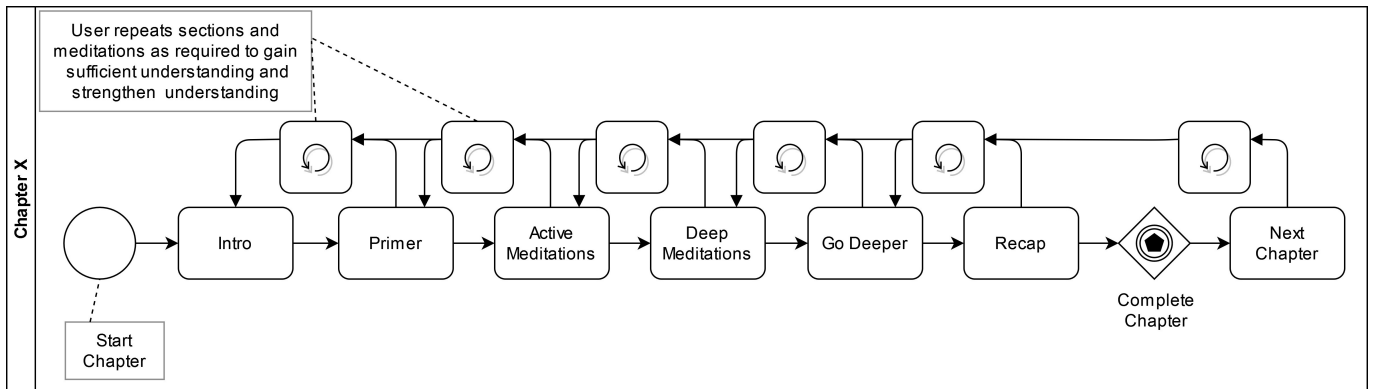 Chapter X
User repeats sections and
meditations as required to gain
sufficient understanding and
strengthen understanding
Intro
Primer
Active
Meditations
Deep
Meditations
Go Deeper
Recap
Next
Chapter
Complete
Chapter
Start
Chapter